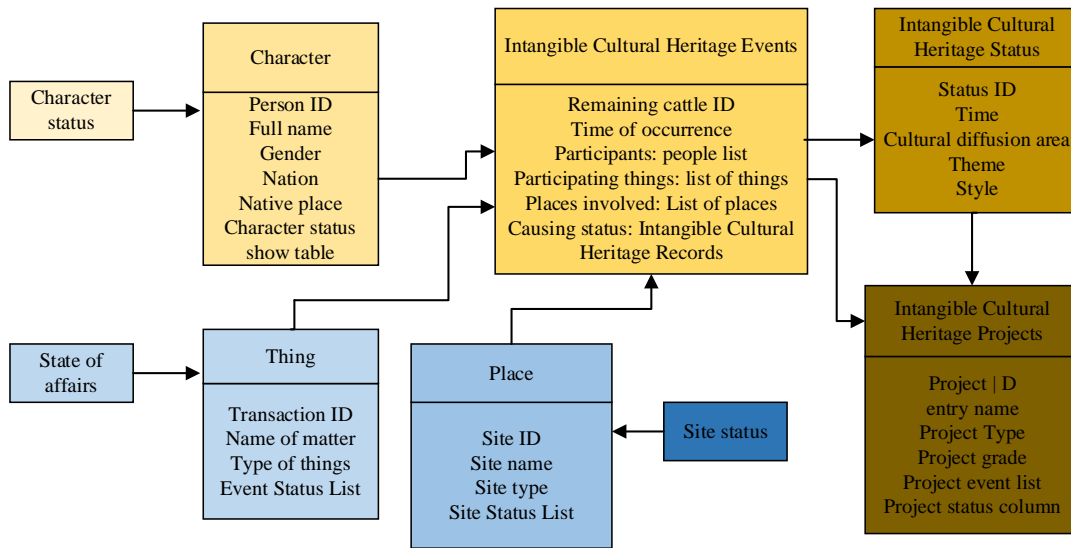 Character
status
Character
Person ID
Full name
Gender
Nation
Native place
Character status
show table
Intangible Cultural Heritage Events
Remaining cattle ID
Time of occurrence
Participants: people list
Participating things: list of things
Places involved: List of places
Causing status: Intangible Cultural
Heritage Records
Intangible Cultural
Heritage Status
Status ID
Time
Cultural diffusion area
Theme
Style
State of
affairs
Thing
Transaction ID
Name of matter
Type of things
Event Status List
Place
Site ID
Site name
Site type
Site Status List
Site status
Intangible Cultural
Heritage Projects
Project | D
entry name
Project Type
Project grade
Project event list
Project status column